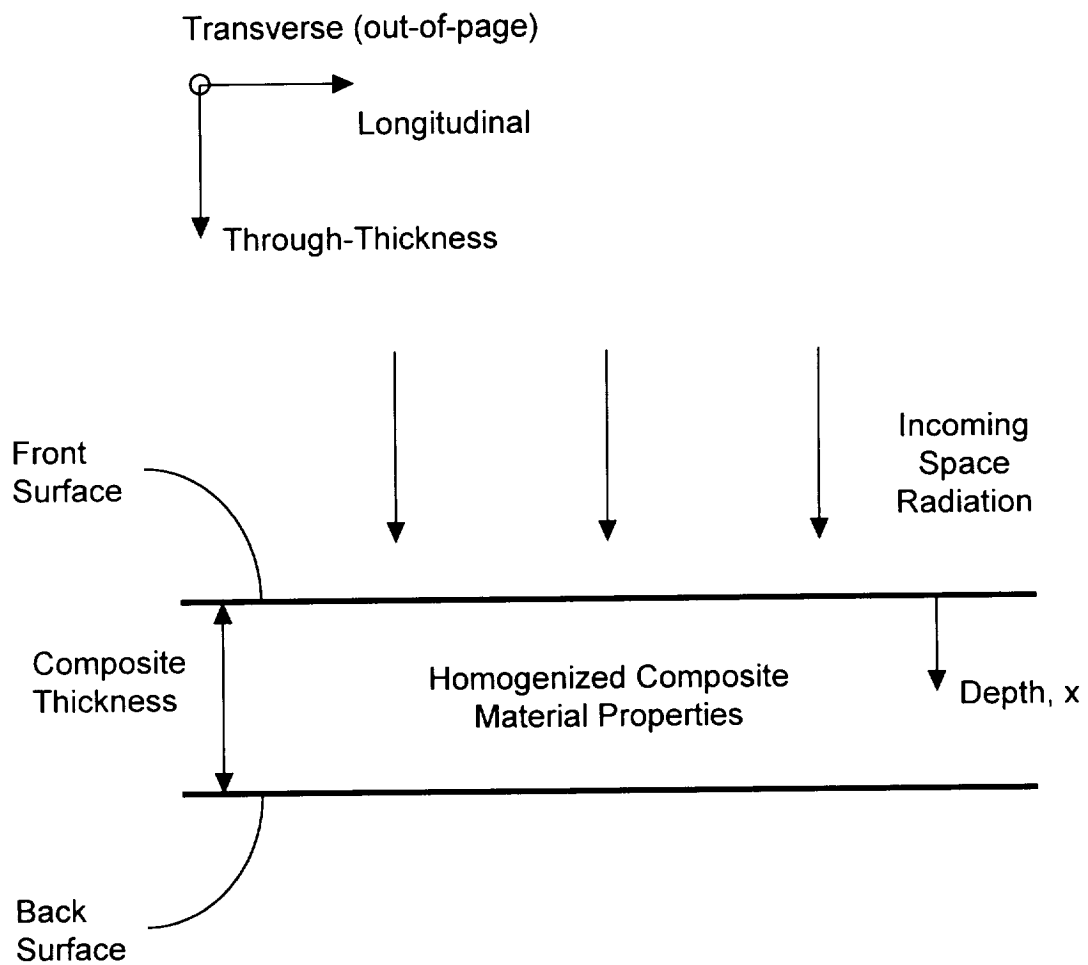 Transverse (out-of-page)
Longitudinal
Through-Thickness
Incoming
Space
Radiation
Front
Surface
Composite
Thickness
Homogenized Composite
Material Properties
Depth, x
Back
Surface